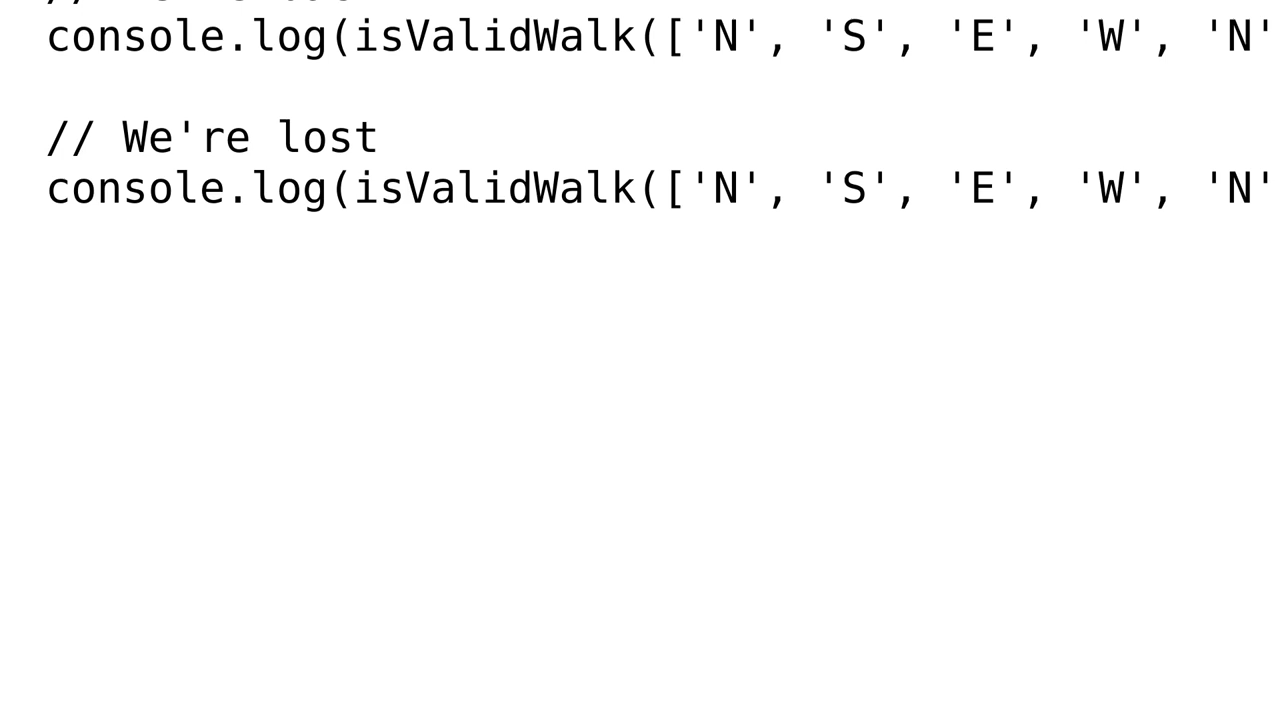 console.log(isValidWalk(['N', 'S', 'E', 'W', 'N'
// We're lost
console.log(isValidWalk(['N', 'S', 'E', 'W', 'N'